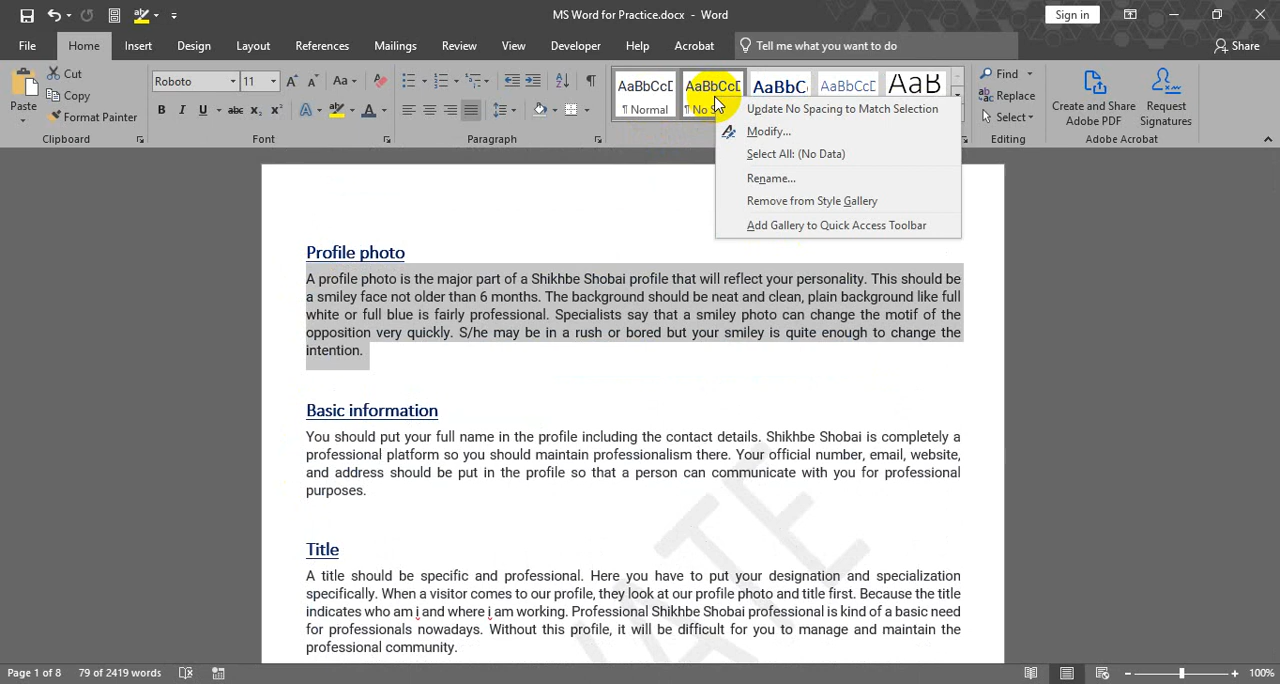 MS Word for Practice.docx - Word
Sign in
File Home Insert Design Layout References Mailings Review View Developer Help Acrobat Tell me what you want to do Share
Paste
Cut
Copy
Format Painter
Clipboard
Roboto 11
Font
Paragraph
AaBbCcD AaBbCcD AaBbC AaBbCcD AaB
¶ Normal
Find
Replace
Select
Editing
Create and Share
Adobe PDF
Request
Signatures
Adobe Acrobat
Update No Spacing to Match Selection
Modify...
Select All: (No Data)
Rename...
Remove from Style Gallery
Add Gallery to Quick Access Toolbar
Profile photo
A profile photo is the major part of a Shikhbe Shobai profile that will reflect your personality. This should be
a smiley face not older than 6 months. The background should be neat and clean, plain background like full
white or full blue is fairly professional. Specialists say that a smiley photo can change the motif of the
opposition very quickly. S/he may be in a rush or bored but your smiley is quite enough to change the
intention.
Basic information
You should put your full name in the profile including the contact details. Shikhbe Shobai is completely a
professional platform so you should maintain professionalism there. Your official number, email, website,
and address should be put in the profile so that a person can communicate with you for professional
purposes.
Title
A title should be specific and professional. Here you have to put your designation and specialization
specifically. When a visitor comes to our profile, they look at our profile photo and title first. Because the title
indicates who am i and where i am working. Professional Shikhbe Shobai professional is kind of a basic need
for professionals nowadays. Without this profile, it will be difficult for you to manage and maintain the
professional community.
Page 1 of 8 79 of 2419 words 100%